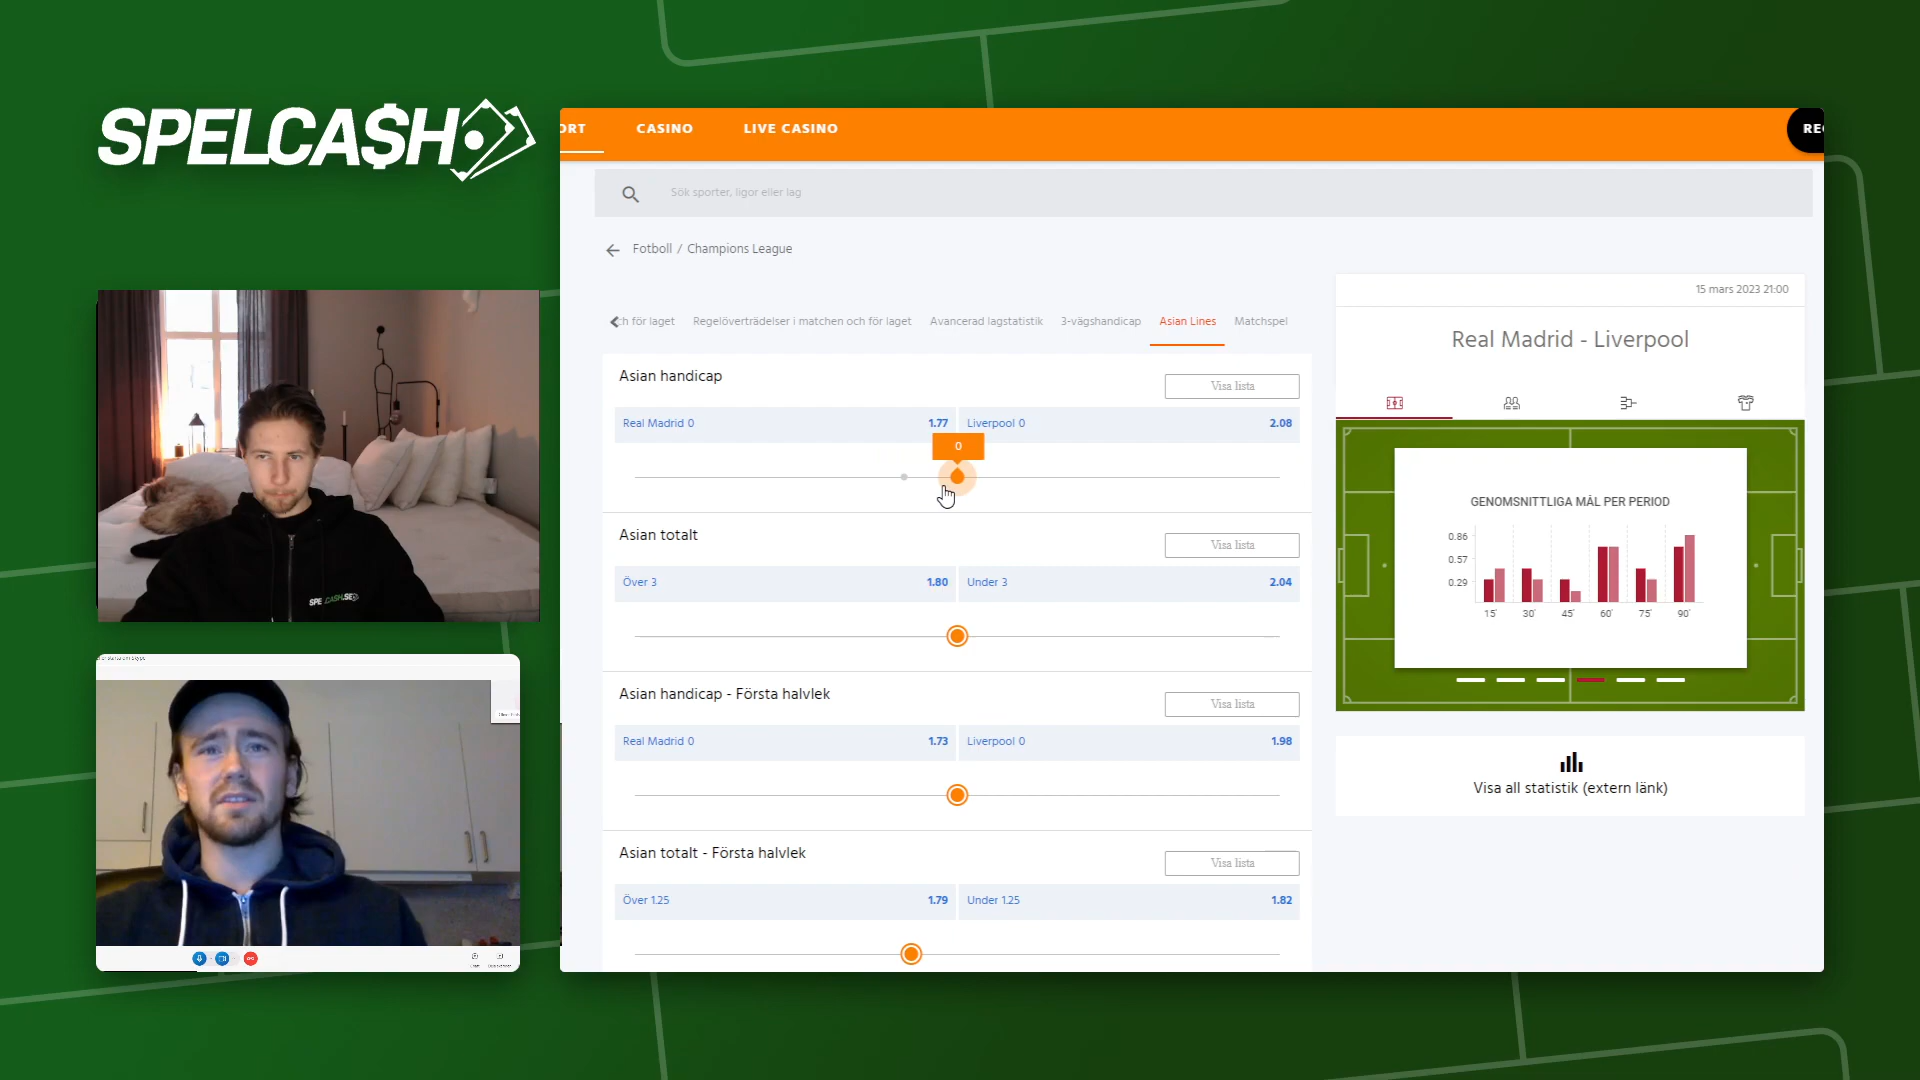 SPELCA$H
ORT CASINO LIVE CASINO RE
Sök sporter, ligor eller lag
Fotboll / Champions League
ch för laget Regelöverträdelser i matchen och för laget Avancerad lagstatistik 3-vägshandicap Asian Lines Matchspel
Asian handicap
Visa lista
Real Madrid 0 1.77 Liverpool 0 2.08
0
Asian totalt
Visa lista
Över 3 1.80 Under 3 2.04
Asian handicap - Första halvlek
Visa lista
Real Madrid 0 1.73 Liverpool 0 1.98
Asian totalt - Första halvlek
Visa lista
Över 1.25 1.79 Under 1.25 1.82
15 mars 2023 21:00
Real Madrid - Liverpool
GENOMSNITTLIGA MÅL PER PERIOD
0.86
0.57
0.29
15' 30' 45' 60' 75' 90'
Visa all statistik (extern länk)